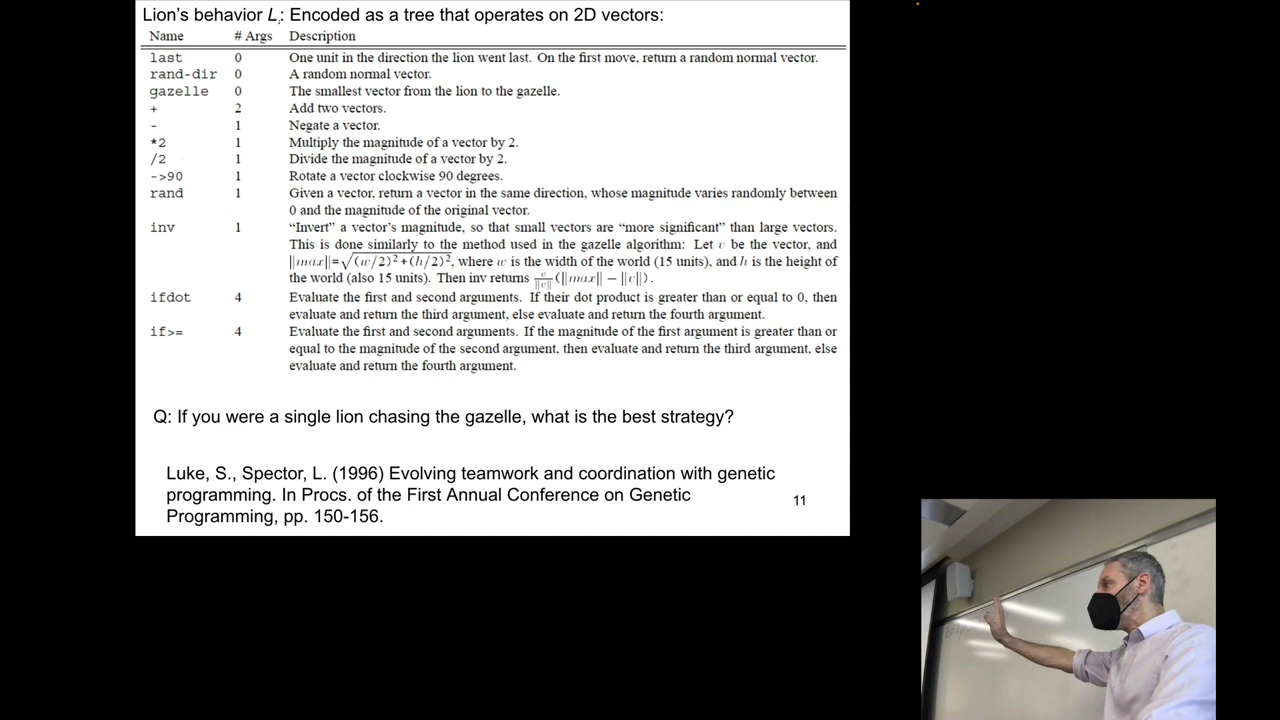 Lion's behavior Li: Encoded as a tree that operates on 2D vectors:
Name # Args Description
last 0 One unit in the direction the lion went last. On the first move, return a random normal vector.
rand-dir 0 A random normal vector.
gazelle 0 The smallest vector from the lion to the gazelle.
+ 2 Add two vectors.
- 1 Negate a vector.
*2 1 Multiply the magnitude of a vector by 2.
/2 1 Divide the magnitude of a vector by 2.
->90 1 Rotate a vector clockwise 90 degrees.
rand 1 Given a vector, return a vector in the same direction, whose magnitude varies randomly between
0 and the magnitude of the original vector.
inv 1 “Invert” a vector's magnitude, so that small vectors are “more significant” than large vectors.
This is done similarly to the method used in the gazelle algorithm: Let v be the vector, and
||max||=√(w/2)²+(h/2)², where w is the width of the world (15 units), and h is the height of
the world (also 15 units). Then inv returns v/||v|| (||max|| − ||v||).
ifdot 4 Evaluate the first and second arguments. If their dot product is greater than or equal to 0, then
evaluate and return the third argument, else evaluate and return the fourth argument.
if>= 4 Evaluate the first and second arguments. If the magnitude of the first argument is greater than or
equal to the magnitude of the second argument, then evaluate and return the third argument, else
evaluate and return the fourth argument.
Q: If you were a single lion chasing the gazelle, what is the best strategy?
Luke, S., Spector, L. (1996) Evolving teamwork and coordination with genetic
programming. In Procs. of the First Annual Conference on Genetic
Programming, pp. 150-156.
11